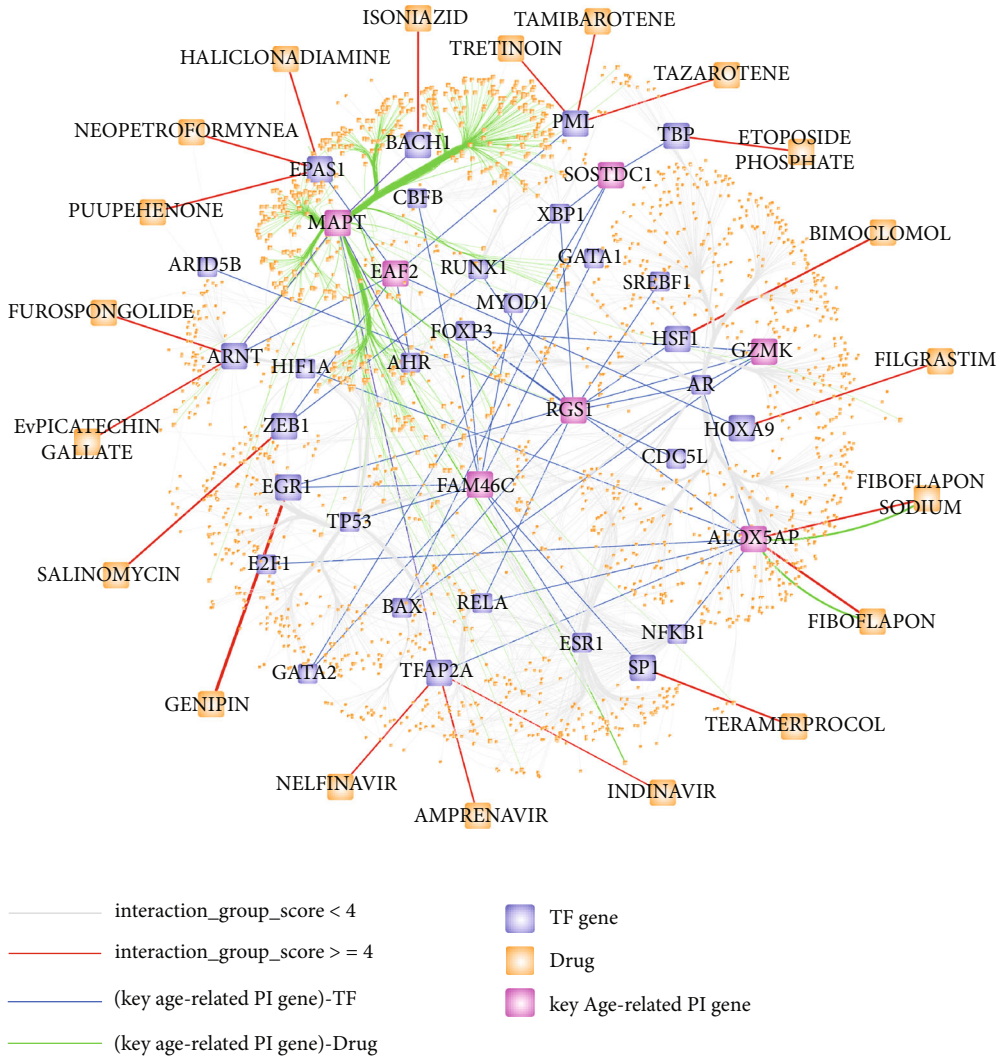 ISONIAZID
TAMIBAROTENE
TRETINOIN
HALICLONADIAMINE
TAZAROTENE
NEOPETROFORMYNEA
BACH1
PML
TBP
ETOPOSIDE
PHOSPHATE
EPAS1
SOSTDC1
CBFB
PUUPEHENONE
XBP1
MAPT
BIMOCLOMOL
ARID5B
EAF2
RUNX1
GATA1
SREBF1
MYOD1
FUROSPONGOLIDE
FOXP3
HSF1
GZMK
ARNT
HIF1A
AHR
FILGRASTIM
AR
RGS1
EvPICATECHIN
GALLATE
ZEB1
HOXA9
CDC5L
EGR1
FAM46C
FIBOFLAPON
SODIUM
TP53
ALOX5AP
E2F1
SALINOMYCIN
BAX
RELA
FIBOFLAPON
NFKB1
ESR1
GATA2
TFAP2A
SP1
GENIPIN
TERAMERPROCOL
NELFINAVIR
INDINAVIR
AMPRENAVIR
interaction_group_score < 4
interaction_group_score > = 4
(key age-related PI gene)-TF
(key age-related PI gene)-Drug
TF gene
Drug
key Age-related PI gene